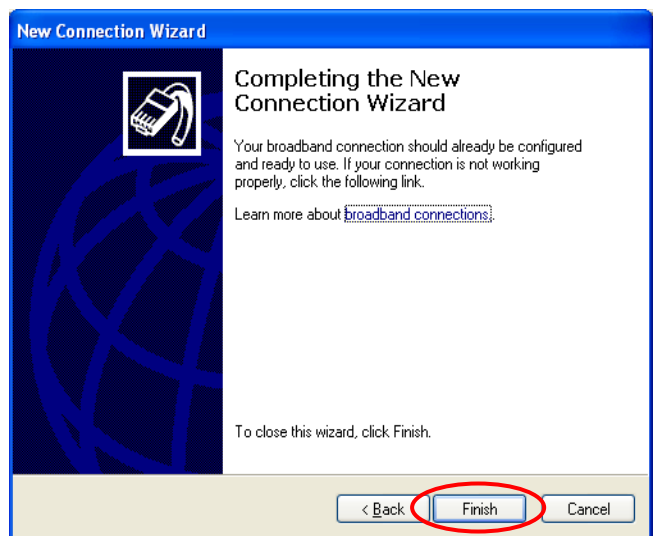 New Connection Wizard
Completing the New
Connection Wizard
Your broadband connection should already be configured
and ready to use. If your connection is not working
properly, click the following link.
Learn more about broadband connections.
To close this wizard, click Finish.
< Back
Finish
Cancel